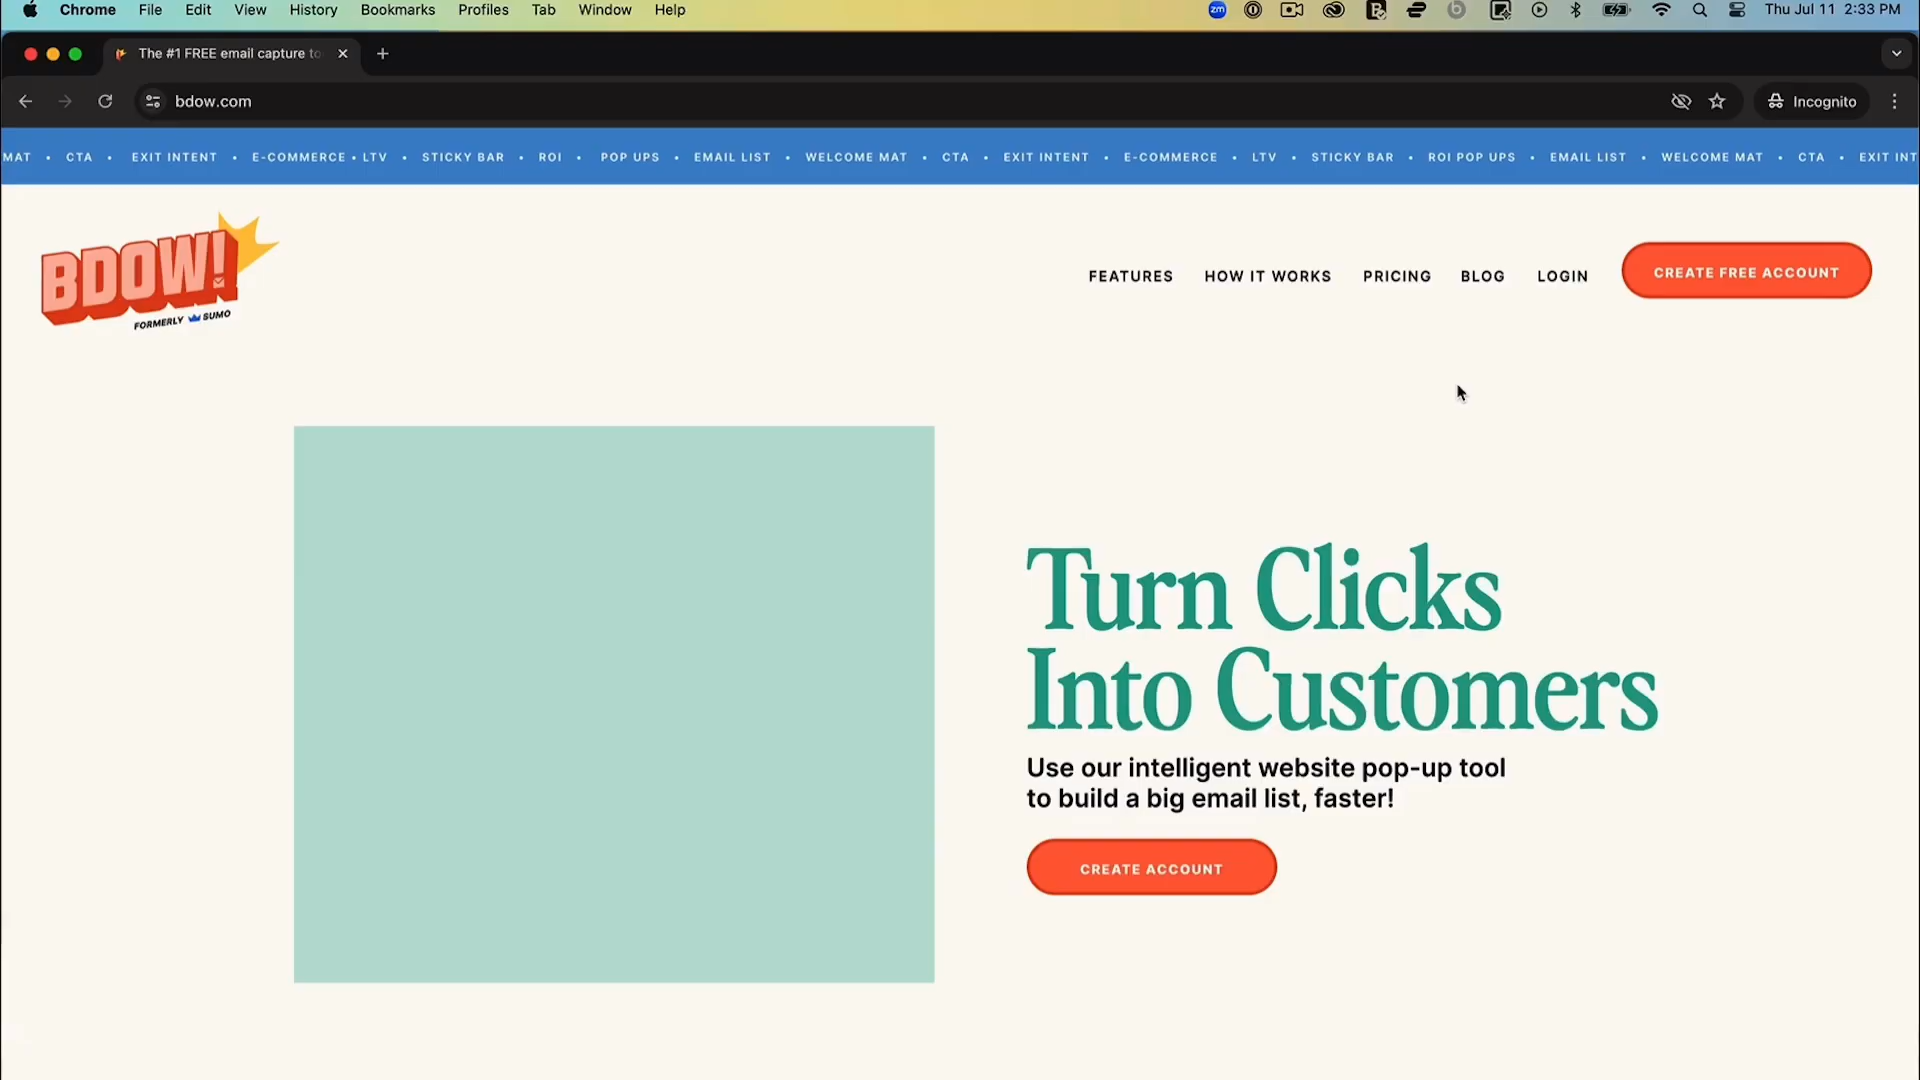 Chrome File Edit View History Bookmarks Profiles Tab Window Help
zm
Thu Jul 11 2:33 PM
The #1 FREE email capture to
bdow.com
Incognito
MAT • CTA • EXIT INTENT • E-COMMERCE • LTV • STICKY BAR • ROI • POP UPS • EMAIL LIST • WELCOME MAT • CTA • EXIT INTENT • E-COMMERCE • LTV • STICKY BAR • ROI POP UPS • EMAIL LIST • WELCOME MAT • CTA • EXIT INT
BDOW!
FORMERLY SUMO
FEATURES HOW IT WORKS PRICING BLOG LOGIN
CREATE FREE ACCOUNT
Turn Clicks
Into Customers
Use our intelligent website pop-up tool
to build a big email list, faster!
CREATE ACCOUNT